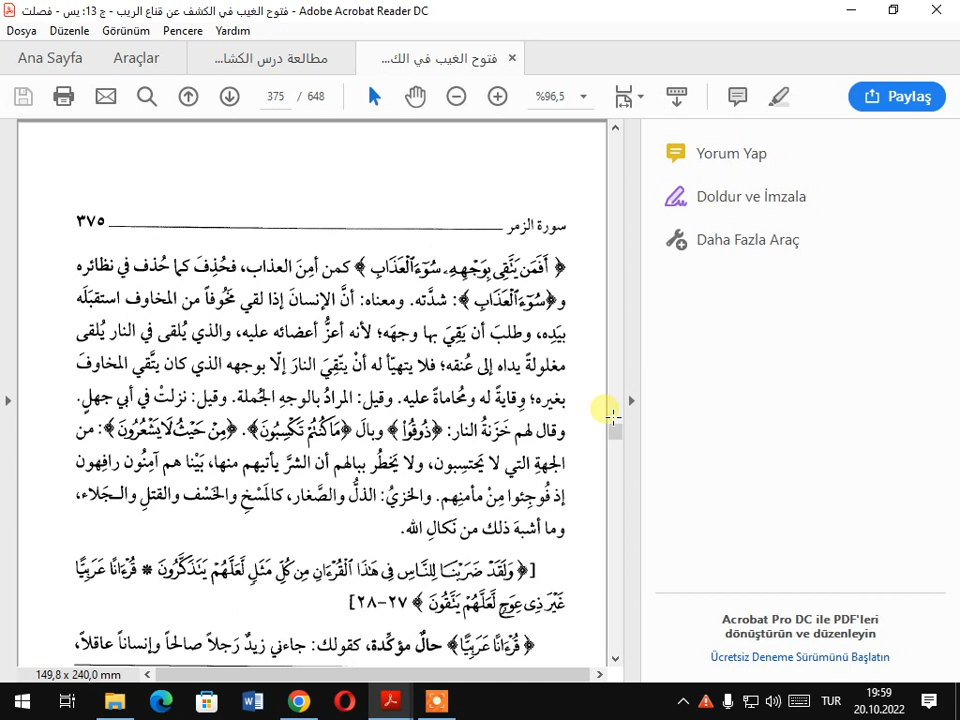 فتوح الغيب في الكشف عن قناع الريب - ج 13: يس - فصلت - Adobe Acrobat Reader DC
Dosya Düzenle Görünüm Pencere Yardım
Ana Sayfa Araçlar مطالعة درس الكشا... فتوح الغيب في الك... ×
375 / 648 %96,5 Paylaş
Yorum Yap
Doldur ve İmzala
Daha Fazla Araç
سورة الزمر ٣٧٥
﴿ أَفَمَن يَتَّقِى بِوَجْهِهِۦ سُوٓءَ ٱلْعَذَابِ ﴾ كمن أمِنَ العذاب، فحُذِفَ كما حُذف في نظائره
و﴿سُوٓءَ ٱلْعَذَابِ ﴾: شدَّته. ومعناه: أنَّ الإنسانَ إذا لقي مَخُوفاً من المخاوف استقبَلَه
بيَدِه، وطلبَ أن يَقِيَ بها وجهَه؛ لأنه أعزُّ أعضائه عليه، والذي يُلقى في النار يُلقى
مغلولةً يداه إلى عُنقه؛ فلا يتهيّأ له أنْ يتّقِيَ النارَ إلّا بوجهه الذي كان يتَّقي المخاوفَ
بغيره؛ وِقايةً له ومُحاماةً عليه. وقيل: المرادُ بالوجهِ الجُملة. وقيل: نزلتْ في أبي جهلٍ.
وقال لهم خَزَنةُ النار: ﴿ذُوقُوا۟ ﴾ وبالَ ﴿مَا كُنتُمْ تَكْسِبُونَ﴾. ﴿مِنْ حَيْثُ لَا يَشْعُرُونَ﴾: من
الجهةِ التي لا يَحتسِبون، ولا يَخطُر ببالهم أن الشرَّ يأتيهم منها، بَيْنا هم آمِنُون رافِهون
إذ فُوجِئوا مِنْ مأمنِهم. والخزيُ: الذلُّ والصَّغار، كالمَسْخِ والخَسْف والقتلِ والـجَلاء،
وما أشبهَ ذلك من نَكالِ الله.
[﴿ وَلَقَدْ ضَرَبْنَا لِلنَّاسِ فِى هَٰذَا ٱلْقُرْءَانِ مِن كُلِّ مَثَلٍ لَّعَلَّهُمْ يَتَذَكَّرُونَ * قُرْءَانًا عَرَبِيًّا
غَيْرَ ذِى عِوَجٍ لَّعَلَّهُمْ يَتَّقُونَ ﴾ ٢٧-٢٨]
﴿ قُرْءَانًا عَرَبِيًّا﴾ حالٌ مؤكِّدة، كقولك: جاءني زيدٌ رَجلاً صالحاً وإنساناً عاقلاً،
149,8 x 240,0 mm
Acrobat Pro DC ile PDF'leri
dönüştürün ve düzenleyin
Ücretsiz Deneme Sürümünü Başlatın
TUR 19:59
20.10.2022